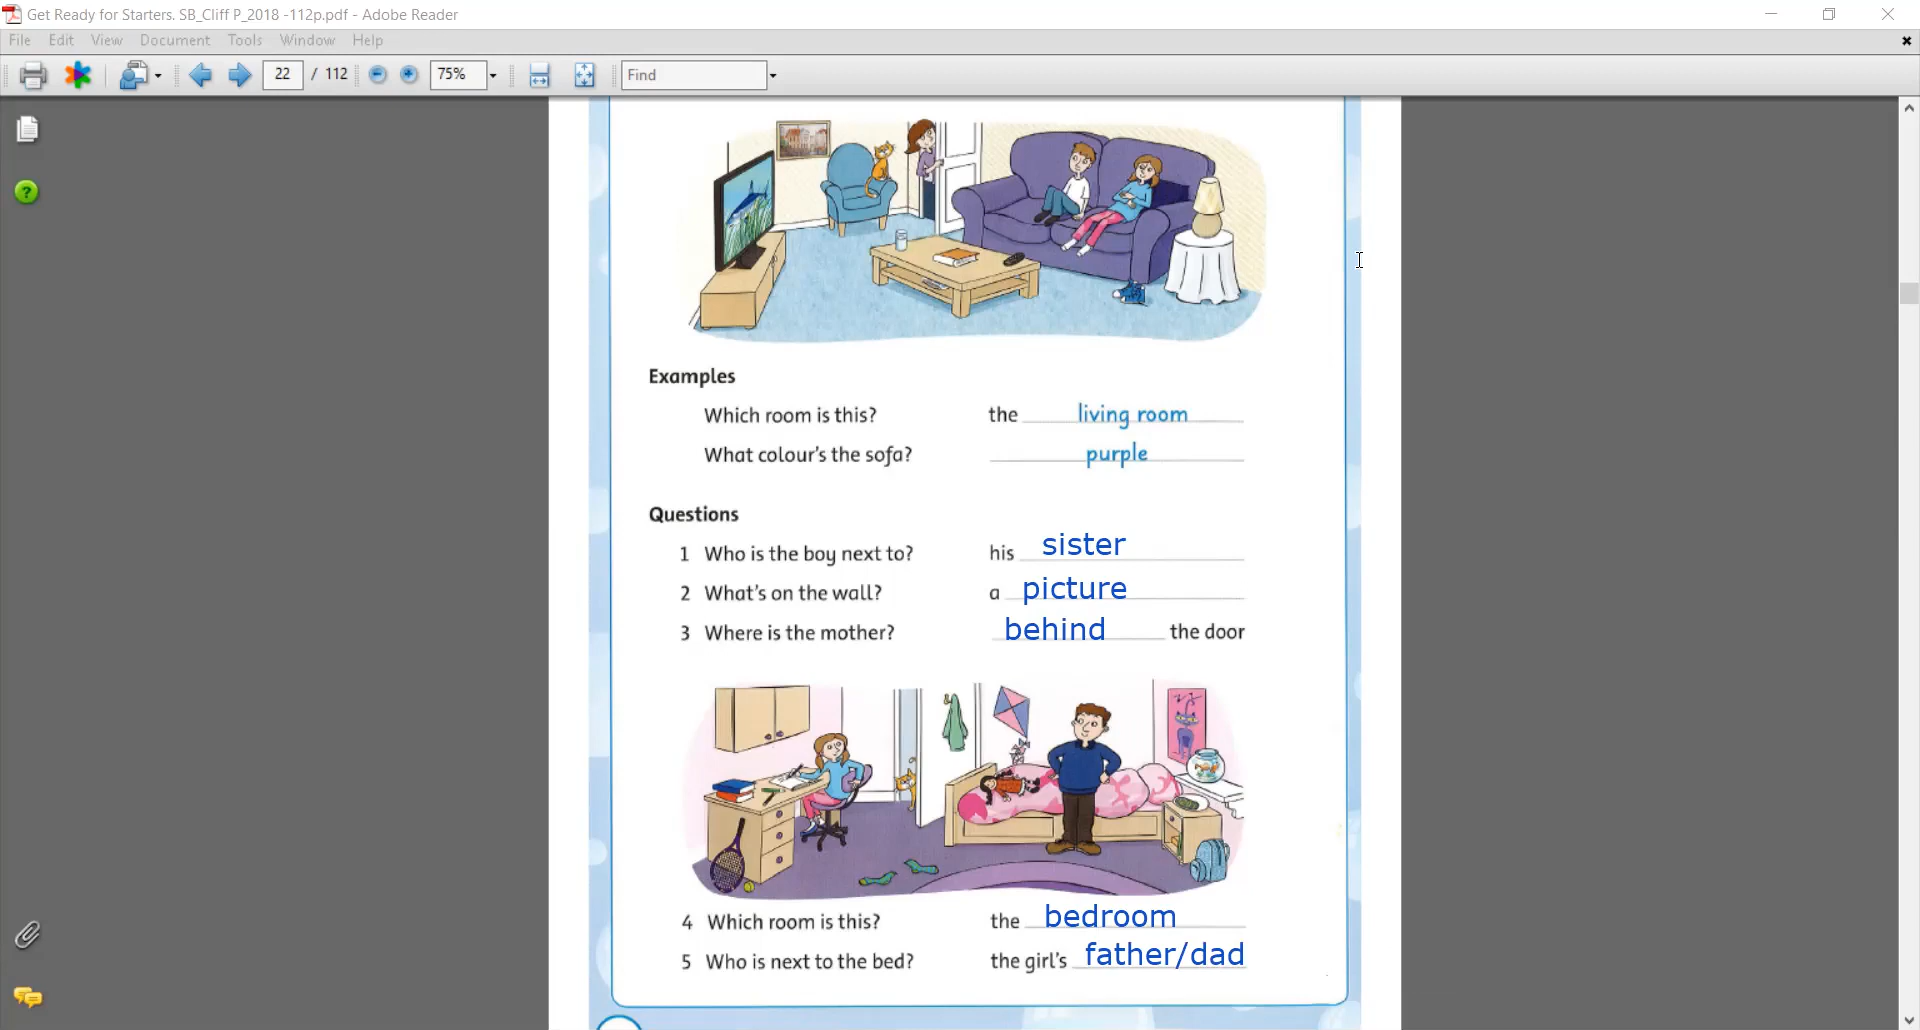 Get Ready for Starters. SB_Cliff P_2018 -112p.pdf - Adobe Reader
File Edit View Document Tools Window Help
22 / 112 75% Find
Examples
Which room is this? the living room
What colour's the sofa? purple
Questions
1 Who is the boy next to? his sister
2 What's on the wall? a picture
3 Where is the mother? behind the door
4 Which room is this? the bedroom
5 Who is next to the bed? the girl's father/dad